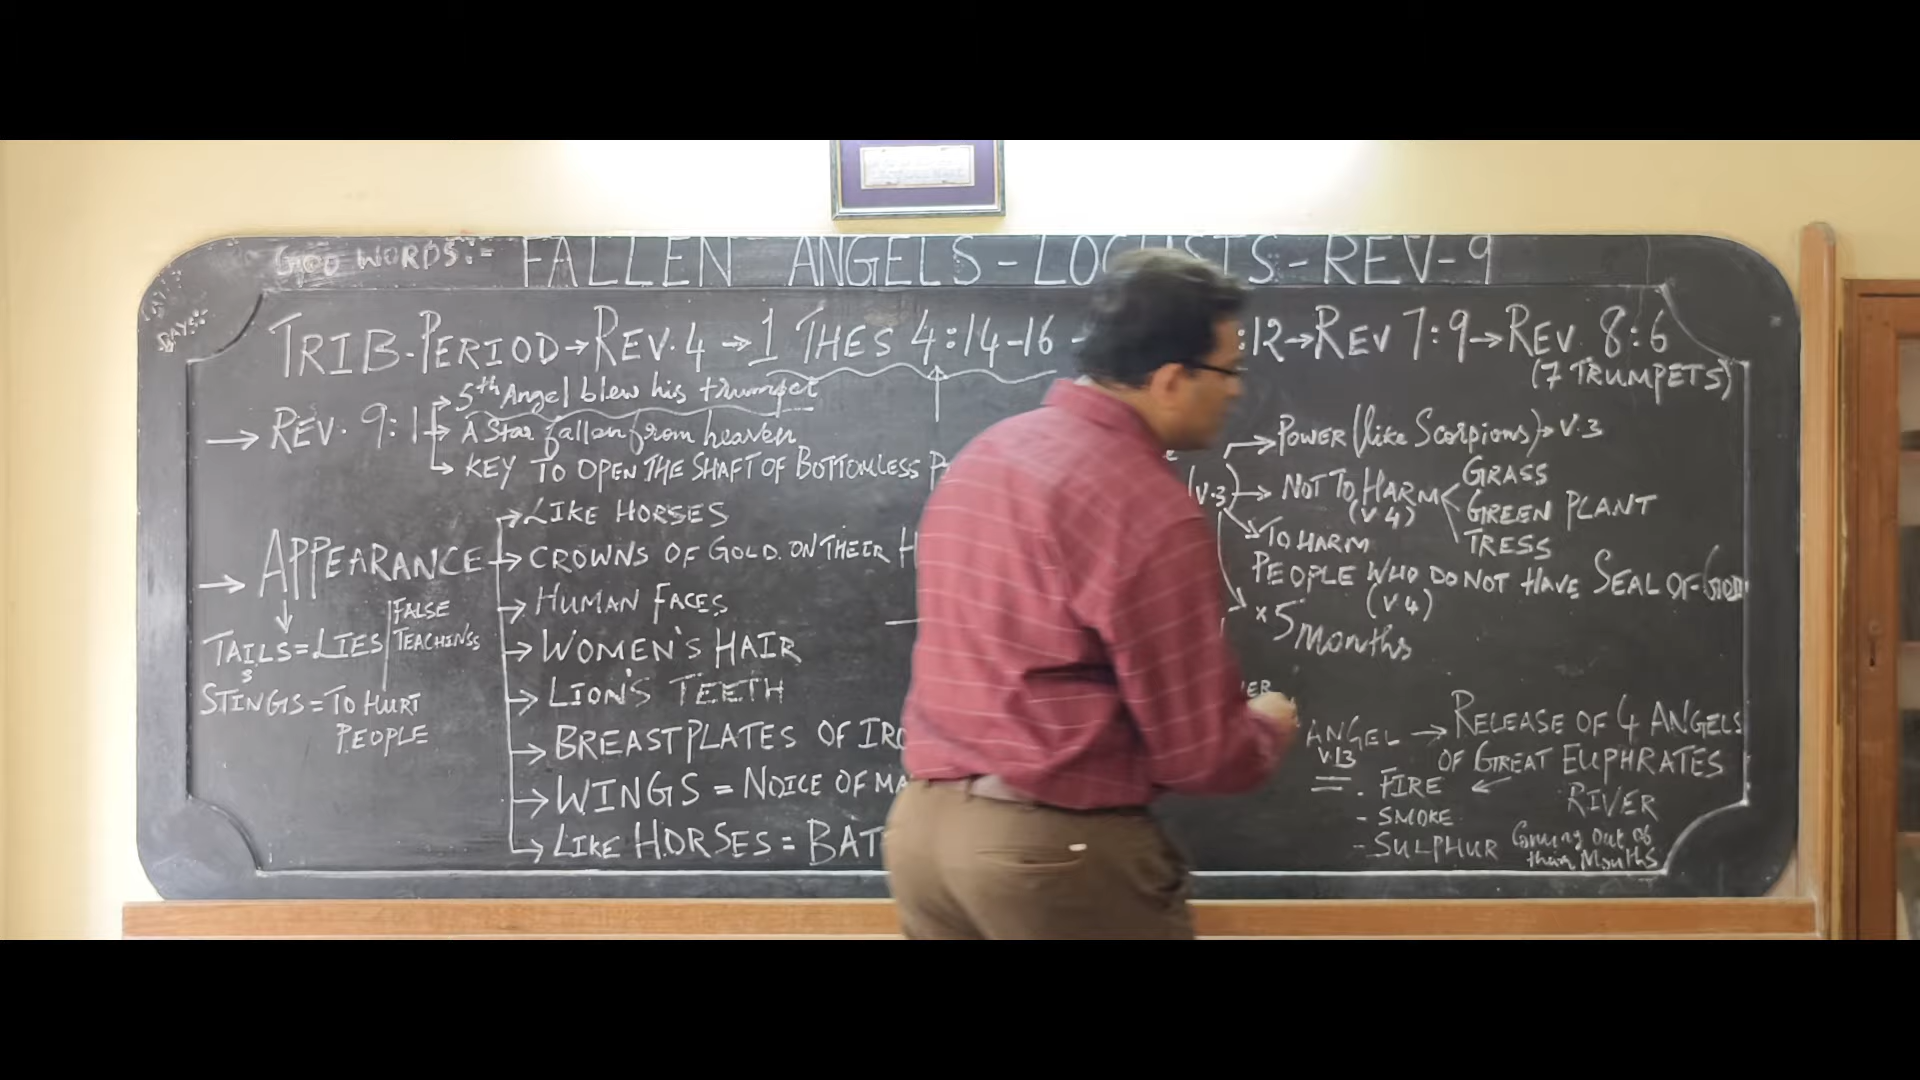 GOOD WORDS:- FALLEN ANGELS-LOCUSTS-REV-9
DAYS:-
TRIB-PERIOD→REV.4→1 THES 4:14-16 - :12→REV 7:9→REV 8:6
(7 TRUMPETS)
→ REV. 9:1
→ 5th Angel blew his trumpet
→ A Star fallen from heaven
→ KEY TO OPEN THE SHAFT OF BOTTOMLESS
→ APPEARANCE
→ LIKE HORSES
→ CROWNS OF GOLD. ON THEIR
→ HUMAN FACES
→ WOMEN'S HAIR
→ LION'S TEETH
→ BREASTPLATES OF
→ WINGS = NOICE OF
→ LIKE HORSES =
TAILS = LIES
FALSE
TEACHINSS
STINGS = TO HURT
PEOPLE
(V.3)
→ POWER (like Scorpions)→ V.3
→ NOT TO HARM
(V 4)
GRASS
GREEN PLANT
TRESS
TO HARM
PEOPLE WHO DO NOT HAVE SEAL OF GOD
(V 4)
×5 Months
ANGEL → RELEASE OF 4 ANGELS
V.13
OF GREAT EUPHRATES
RIVER
. FIRE
- SMOKE
- SULPHUR Coming out of
their Mouths